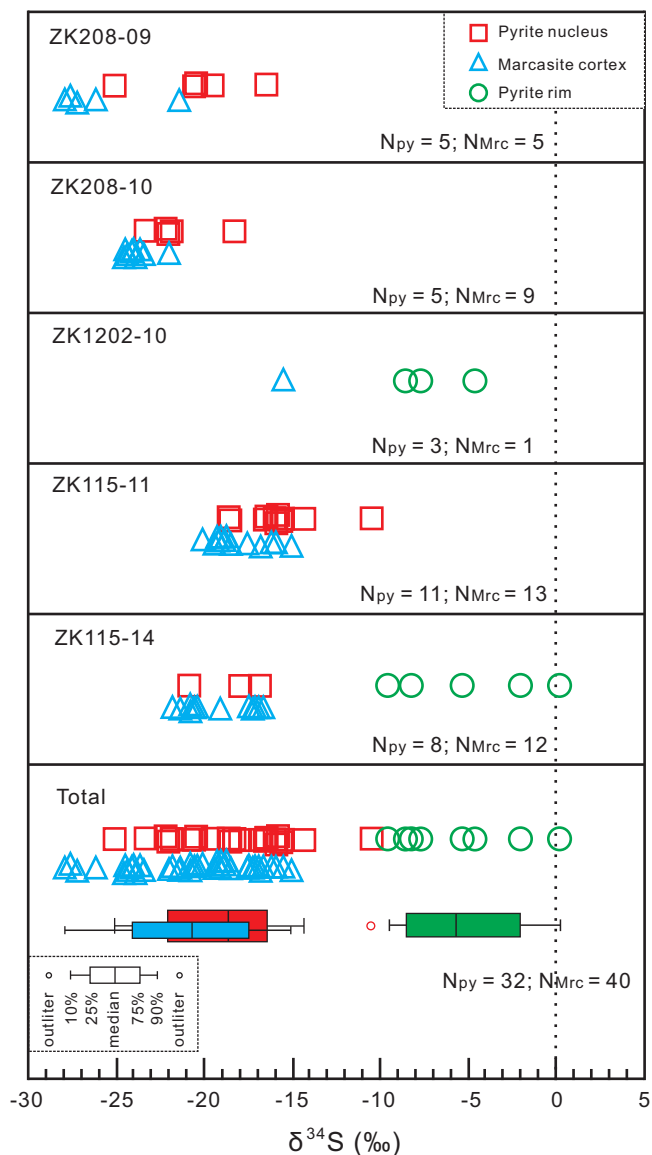 ZK208-09
Pyrite nucleus
Marcasite cortex
Pyrite rim
Npy = 5; NMrc = 5
ZK208-10
Npy = 5; NMrc = 9
ZK1202-10
Npy = 3; NMrc = 1
ZK115-11
Npy = 11; NMrc = 13
ZK115-14
Npy = 8; NMrc = 12
Total
Npy = 32; NMrc = 40
outliter
10%
25%
median
75%
90%
outliter
-30 -25 -20 -15 -10 -5 0 5
δ³⁴S (‰)